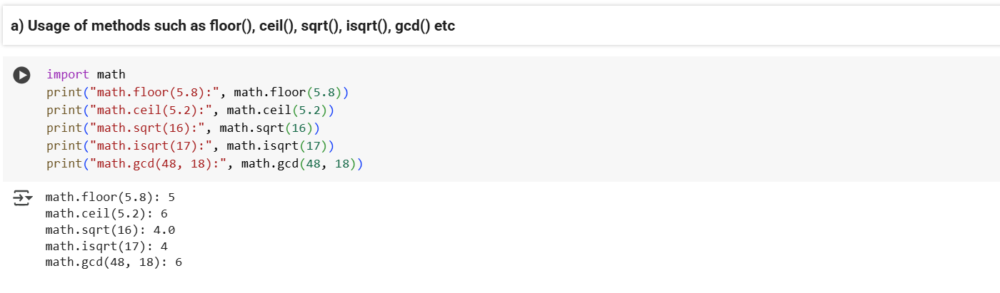 a) Usage of methods such as floor(), ceil(), sqrt(), isqrt(), gcd() etc
import math
print("math.floor(5.8):", math.floor(5.8))
print("math.ceil(5.2):", math.ceil(5.2))
print("math.sqrt(16):", math.sqrt(16))
print("math.isqrt(17):", math.isqrt(17))
print("math.gcd(48, 18):", math.gcd(48, 18))
math.floor(5.8): 5
math.ceil(5.2): 6
math.sqrt(16): 4.0
math.isqrt(17): 4
math.gcd(48, 18): 6